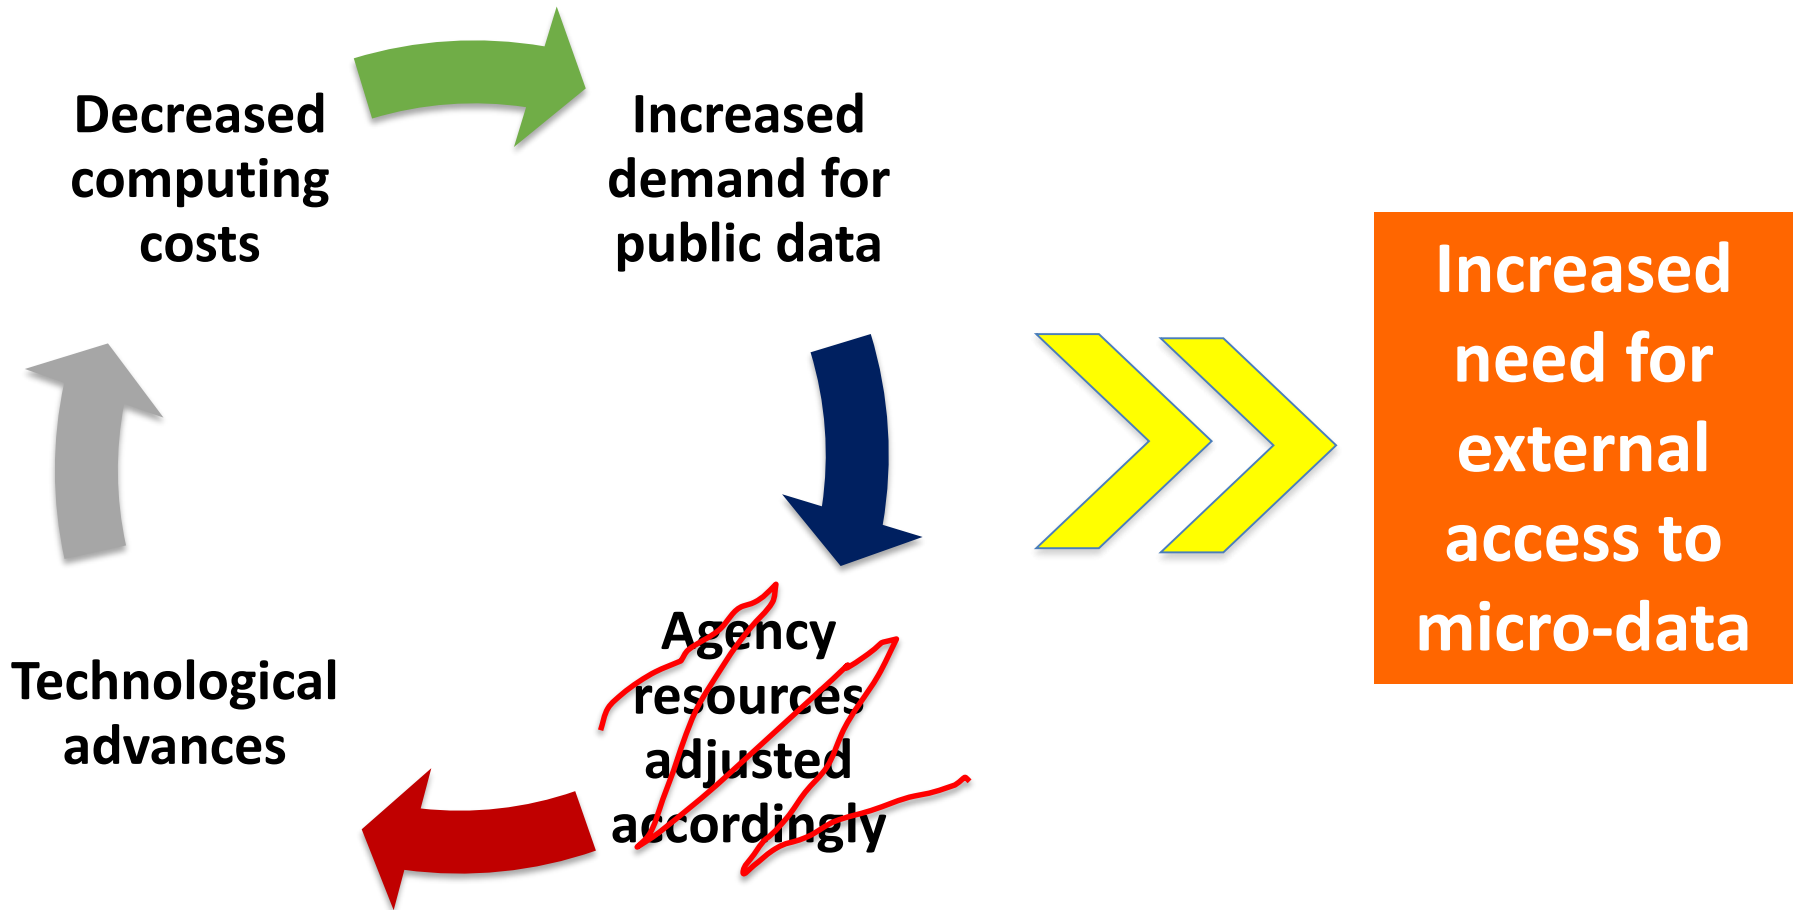 Decreased
computing
costs
Increased
demand for
public data
Agency
resources
adjusted
accordingly
Technological
advances
Increased
need for
external
access to
micro-data